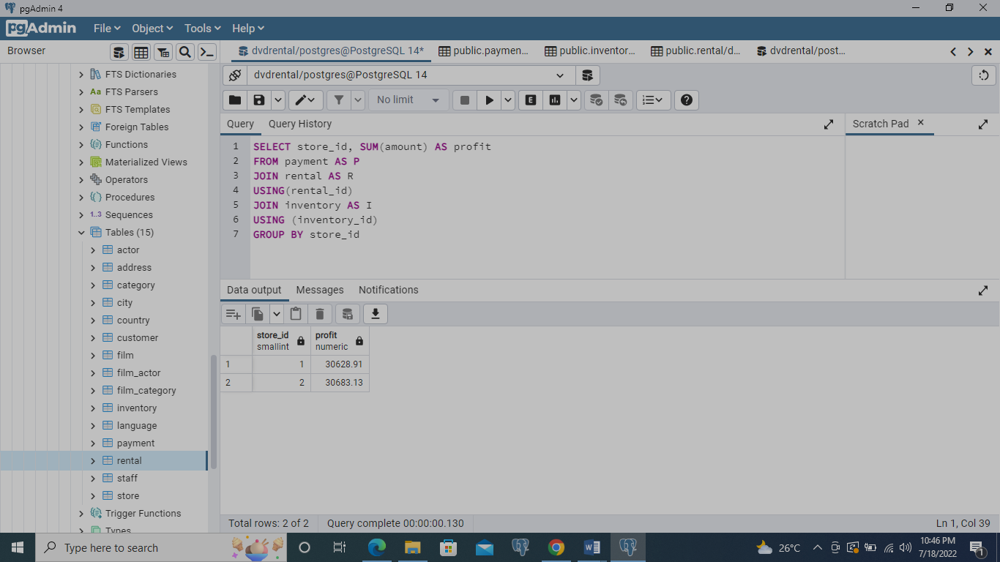 pgAdmin 4
pgAdmin File Object Tools Help
Browser
dvdrental/postgres@PostgreSQL 14* public.paymen... public.inventor... public.rental/d... dvdrental/post...
FTS Dictionaries
Aa FTS Parsers
FTS Templates
Foreign Tables
Functions
Materialized Views
Operators
Procedures
1..3 Sequences
Tables (15)
actor
address
category
city
country
customer
film
film_actor
film_category
inventory
language
payment
rental
staff
store
Trigger Functions
Types
dvdrental/postgres@PostgreSQL 14
No limit
E
Query Query History
Scratch Pad
1 SELECT store_id, SUM(amount) AS profit
2 FROM payment AS P
3 JOIN rental AS R
4 USING(rental_id)
5 JOIN inventory AS I
6 USING (inventory_id)
7 GROUP BY store_id
Data output Messages Notifications
store_id profit
smallint numeric
1 1 30628.91
2 2 30683.13
Total rows: 2 of 2 Query complete 00:00:00.130 Ln 1, Col 39
Type here to search
26°C
10:46 PM
7/18/2022
1